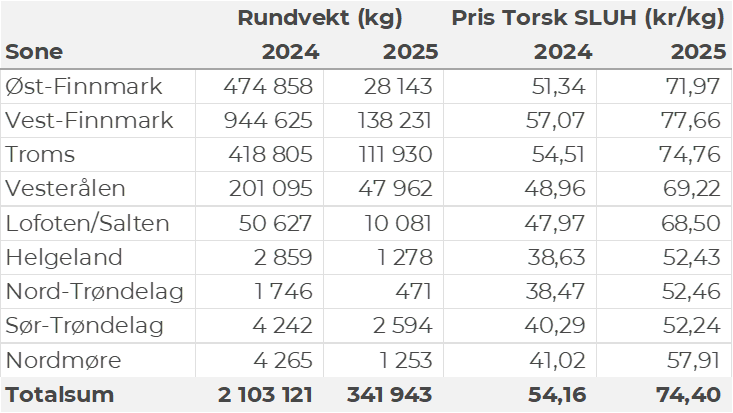 Rundvekt (kg) Pris Torsk SLUH (kr/kg)
Sone 2024 2025 2024 2025
Øst-Finnmark 474 858 28 143 51,34 71,97
Vest-Finnmark 944 625 138 231 57,07 77,66
Troms 418 805 111 930 54,51 74,76
Vesterålen 201 095 47 962 48,96 69,22
Lofoten/Salten 50 627 10 081 47,97 68,50
Helgeland 2 859 1 278 38,63 52,43
Nord-Trøndelag 1 746 471 38,47 52,46
Sør-Trøndelag 4 242 2 594 40,29 52,24
Nordmøre 4 265 1 253 41,02 57,91
Totalsum 2 103 121 341 943 54,16 74,40